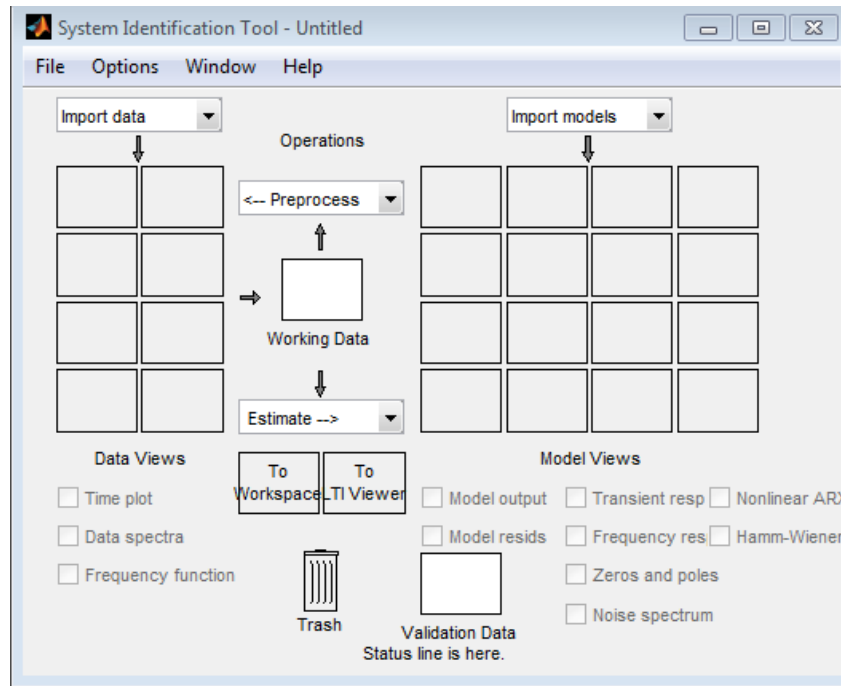 System Identification Tool - Untitled
File Options Window Help
Import data
Import models
Operations
<-- Preprocess
Working Data
Estimate -->
Data Views
To Workspace
To LTI Viewer
Model Views
Time plot
Data spectra
Frequency function
Model output
Transient resp
Nonlinear ARX
Model resids
Frequency res
Hamm-Wiener
Zeros and poles
Noise spectrum
Trash
Validation Data
Status line is here.